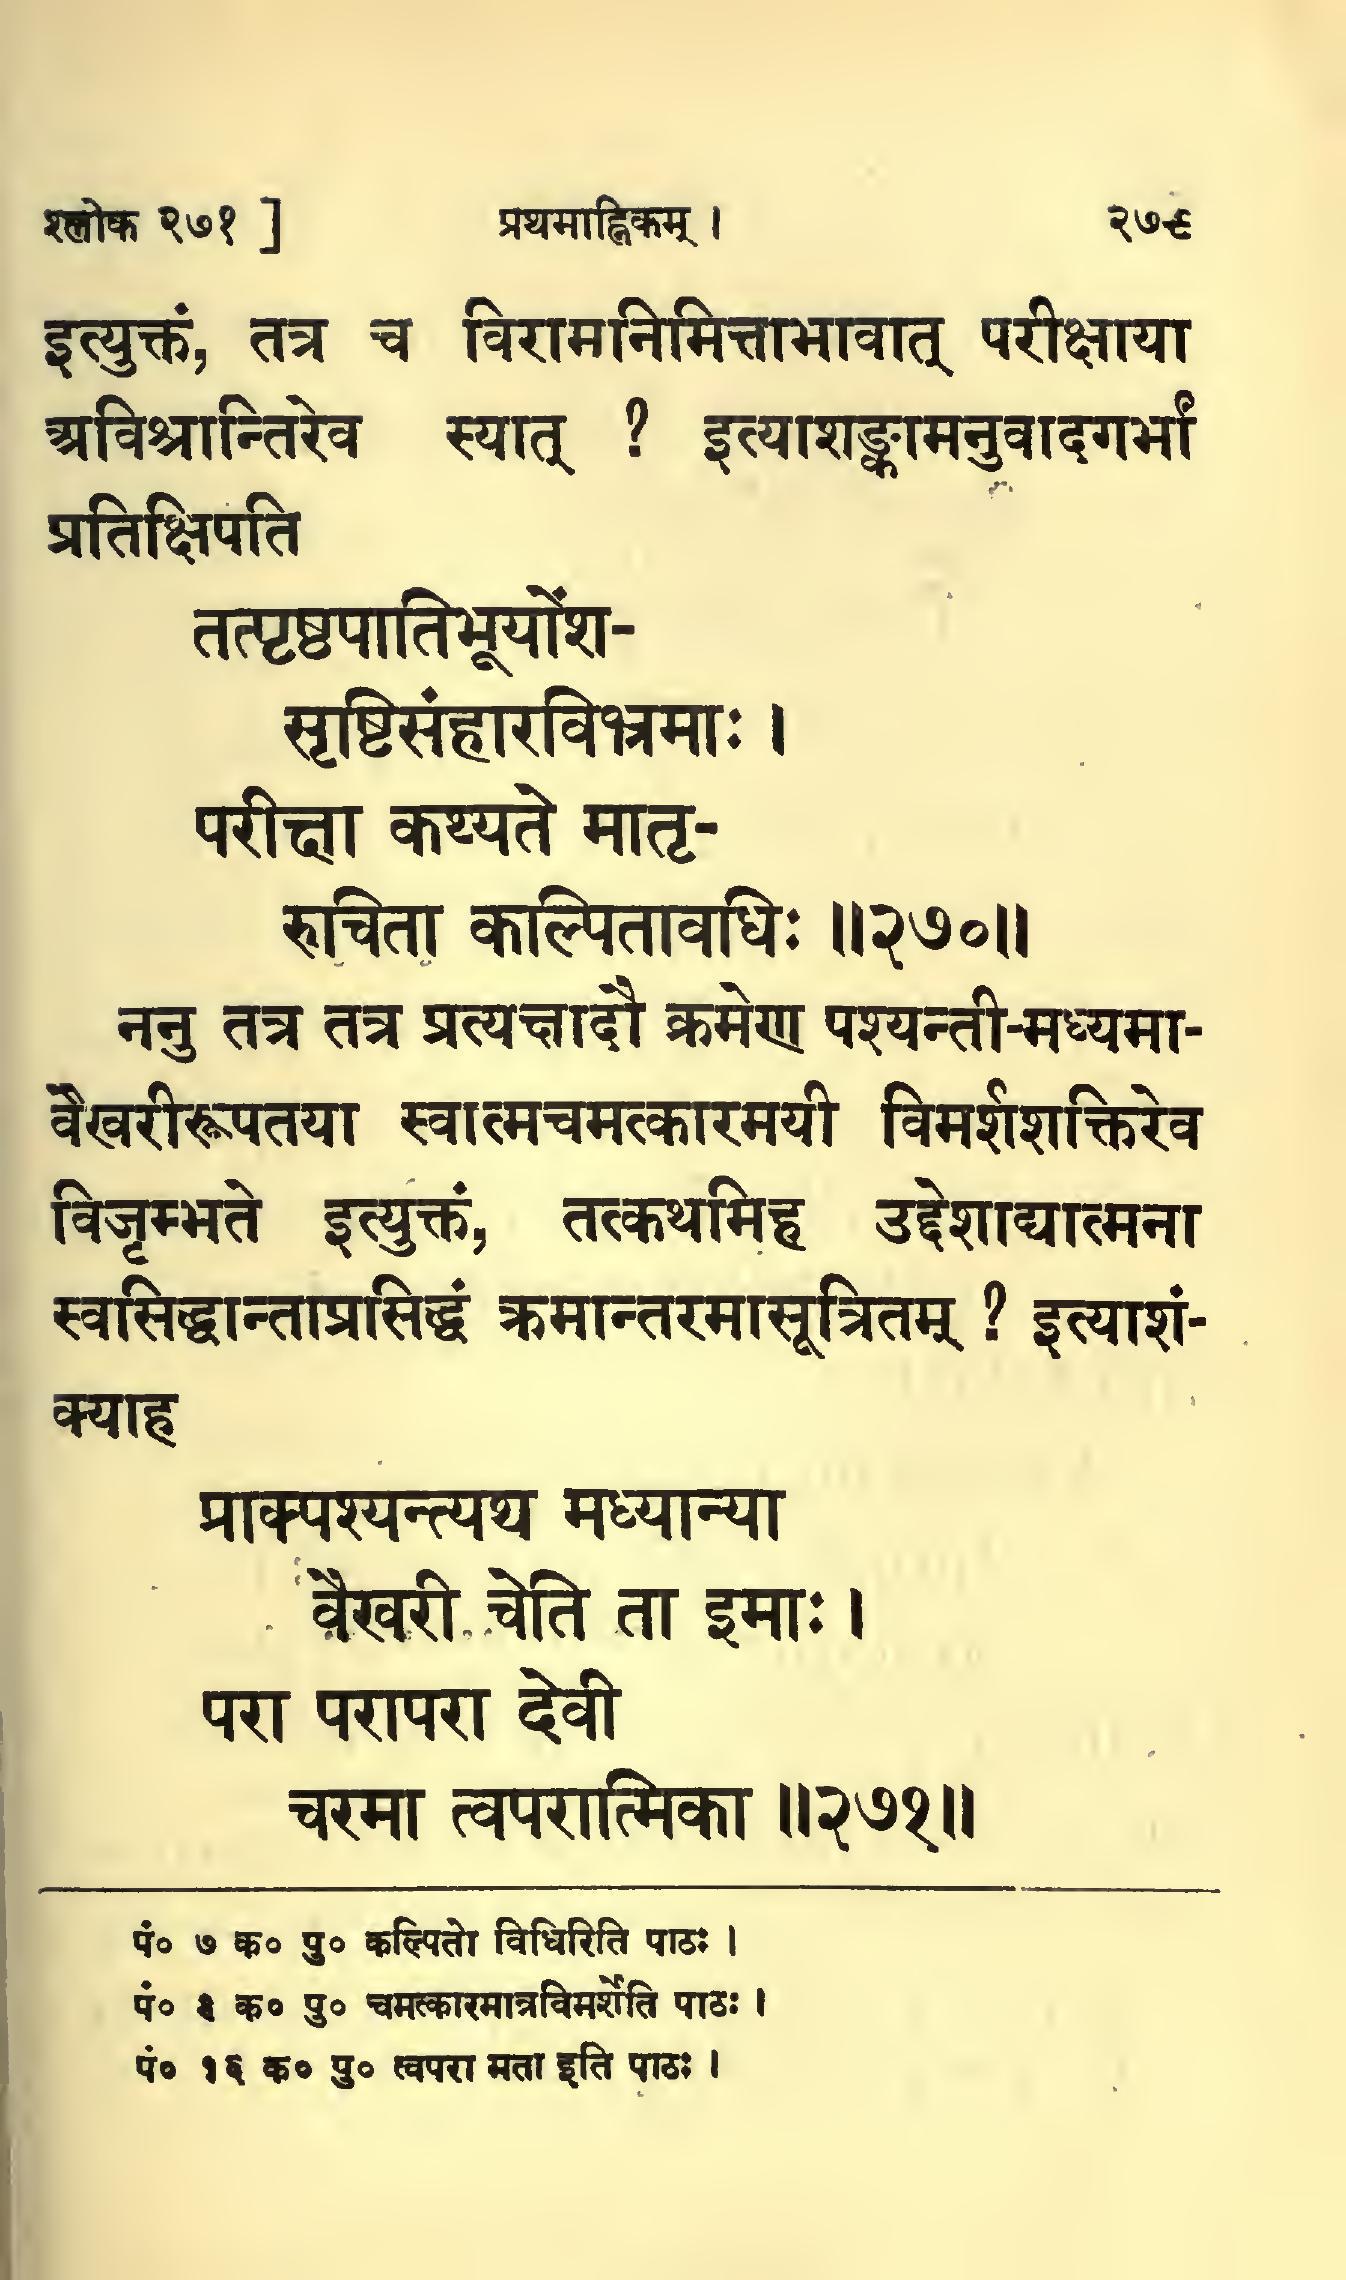 श्लोक २७१ ] प्रथमाह्निकम् । २७९
इत्युक्तं, तत्र च विरामनिमित्ताभावात् परीक्षाया
अविश्रान्तिरेव स्यात् ? इत्याशङ्कामनुवादगर्भां
प्रतिक्षिपति
तत्पृष्ठपातिभूयोंश-
सृष्टिसंहारविभ्रमाः ।
परीक्षा कथ्यते मातृ-
रुचिता कल्पितावधिः ॥२७०॥
ननु तत्र तत्र प्रत्यक्षादौ क्रमेण पश्यन्ती-मध्यमा-
वैखरीरूपतया स्वात्मचमत्कारमयी विमर्शशक्तिरेव
विजृम्भते इत्युक्तं, तत्कथमिह उद्देशाद्यात्मना
स्वसिद्धान्ताप्रसिद्धं क्रमान्तरमासूत्रितम् ? इत्याशं-
क्याह
प्राक्पश्यन्त्यथ मध्यान्या
वैखरी चेति ता इमाः ।
परा परापरा देवी
चरमा त्वपरात्मिका ॥२७१॥
पं० ७ क० पु० कल्पितो विधिरिति पाठः ।
पं० क० पु० चमत्कारमात्रविमर्शेति पाठः ।
पं० १६ क० पु० त्वपरा मता इति पाठः ।